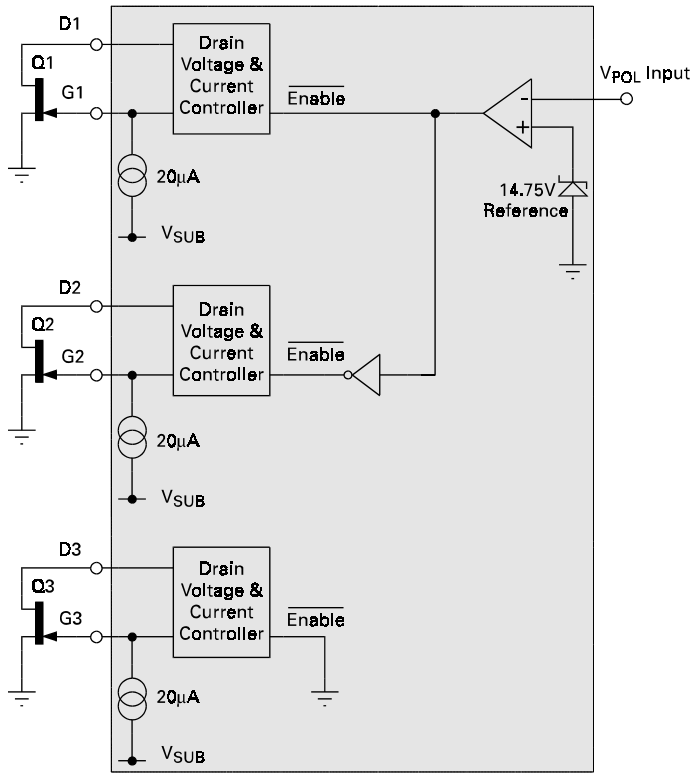 D1
Q1
G1
Drain
Voltage &
Current
Controller
Enable
VPOL Input
-
+
14.75V
Reference
20µA
VSUB
D2
Q2
G2
Drain
Voltage &
Current
Controller
Enable
20µA
VSUB
D3
Q3
G3
Drain
Voltage &
Current
Controller
Enable
20µA
VSUB